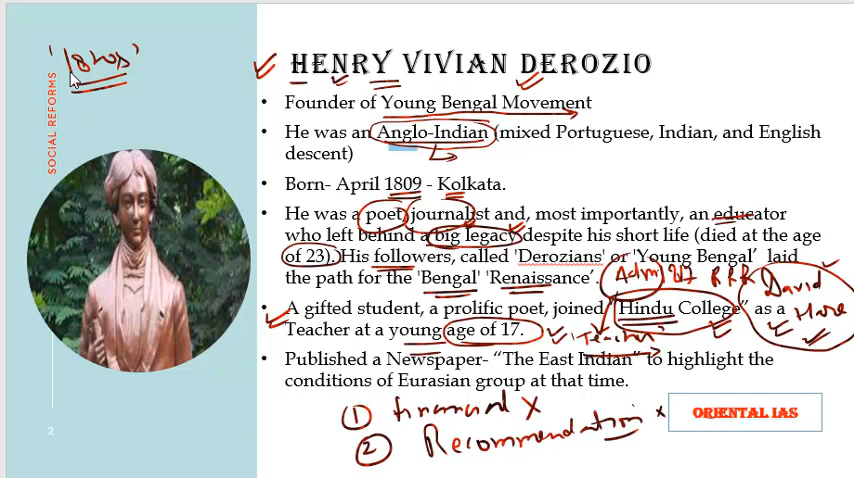 '1820s'
SOCIAL REFORMS
HENRY VIVIAN DEROZIO
• Founder of Young Bengal Movement
• He was an Anglo-Indian (mixed Portuguese, Indian, and English
descent)
• Born- April 1809 - Kolkata.
• He was a poet, journalist and, most importantly, an educator
who left behind a big legacy despite his short life (died at the age
of 23). His followers, called 'Derozians' or 'Young Bengal' laid
the path for the 'Bengal' 'Renaissance'.
Adm 1817 RRR David
Hare
• A gifted student, a prolific poet, joined "Hindu College" as a
Teacher at a young age of 17.
'Teacher'
• Published a Newspaper- "The East Indian" to highlight the
conditions of Eurasian group at that time.
① financial X
② Recommendation x
ORIENTAL IAS
2